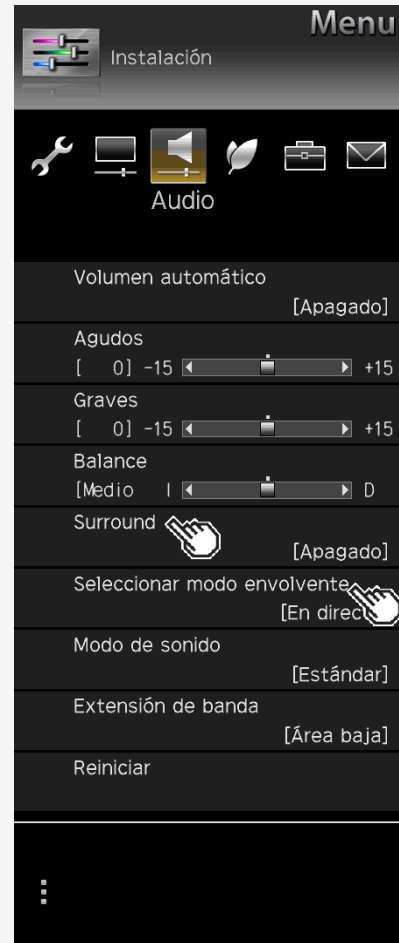 Menu
Instalación
Audio
Volumen automático
[Apagado]
Agudos
[ 0] -15 +15
Graves
[ 0] -15 +15
Balance
[Medio I D
Surround
[Apagado]
Seleccionar modo envolvente
[En direc
Modo de sonido
[Estándar]
Extensión de banda
[Área baja]
Reiniciar